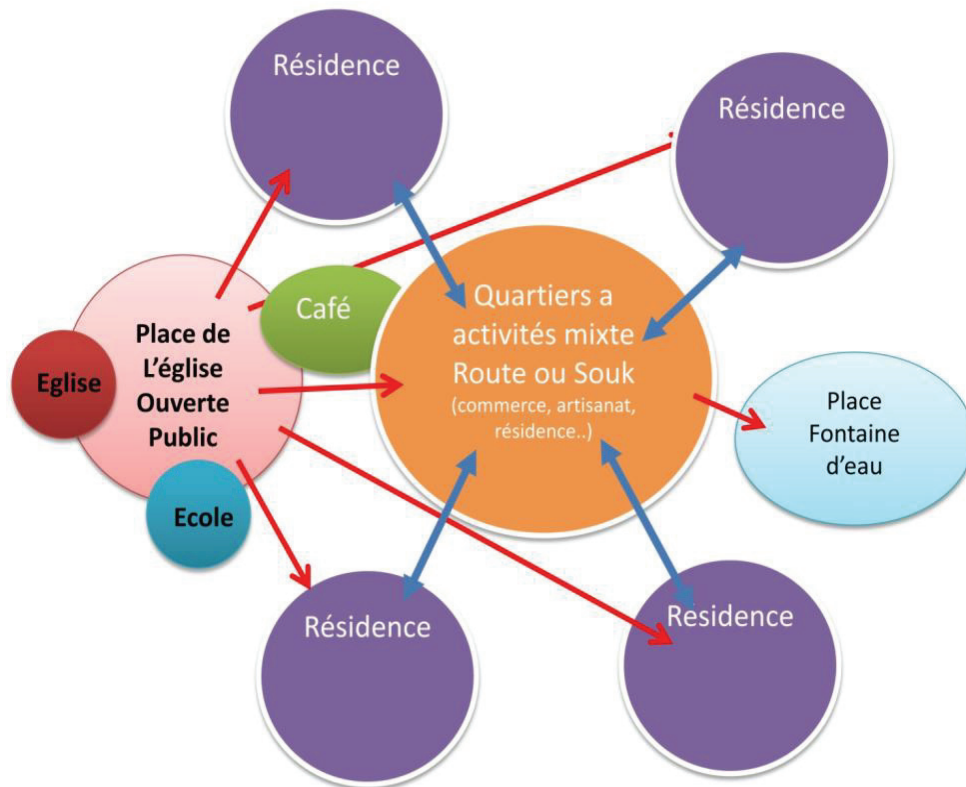 Résidence
Résidence
Café
Quartiers a
activités mixte
Route ou Souk
(commerce, artisanat,
résidence..)
Place de
L'église
Ouverte
Public
Eglise
Ecole
Place
Fontaine
d'eau
Résidence
Residence